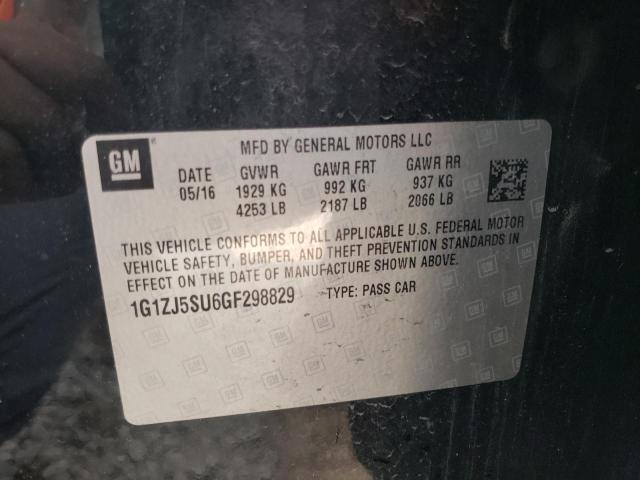 GM
MFD BY GENERAL MOTORS LLC
DATE GVWR GAWR FRT GAWR RR
05/16 1929 KG 992 KG 937 KG
4253 LB 2187 LB 2066 LB
THIS VEHICLE CONFORMS TO ALL APPLICABLE U.S. FEDERAL MOTOR
VEHICLE SAFETY, BUMPER, AND THEFT PREVENTION STANDARDS IN
EFFECT ON THE DATE OF MANUFACTURE SHOWN ABOVE.
1G1ZJ5SU6GF298829 TYPE: PASS CAR